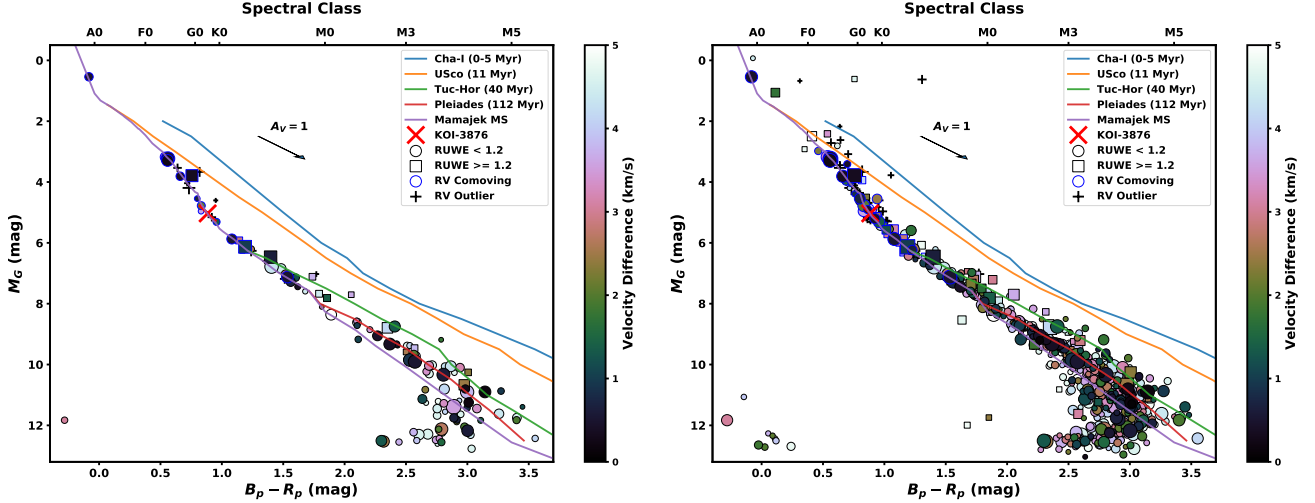 Spectral Class
A0 F0 G0 K0 M0 M3 M5
Cha-I (0-5 Myr)
USco (11 Myr)
Tuc-Hor (40 Myr)
Pleiades (112 Myr)
Mamajek MS
KOI-3876
RUWE < 1.2
RUWE >= 1.2
RV Comoving
RV Outlier
A_V = 1
M_G (mag)
0
2
4
6
8
10
12
0.0 0.5 1.0 1.5 2.0 2.5 3.0 3.5
B_p − R_p (mag)
5
4
3
2
1
0
Velocity Difference (km/s)
Spectral Class
A0 F0 G0 K0 M0 M3 M5
Cha-I (0-5 Myr)
USco (11 Myr)
Tuc-Hor (40 Myr)
Pleiades (112 Myr)
Mamajek MS
KOI-3876
RUWE < 1.2
RUWE >= 1.2
RV Comoving
RV Outlier
A_V = 1
M_G (mag)
0
2
4
6
8
10
12
0.0 0.5 1.0 1.5 2.0 2.5 3.0 3.5
B_p − R_p (mag)
5
4
3
2
1
0
Velocity Difference (km/s)